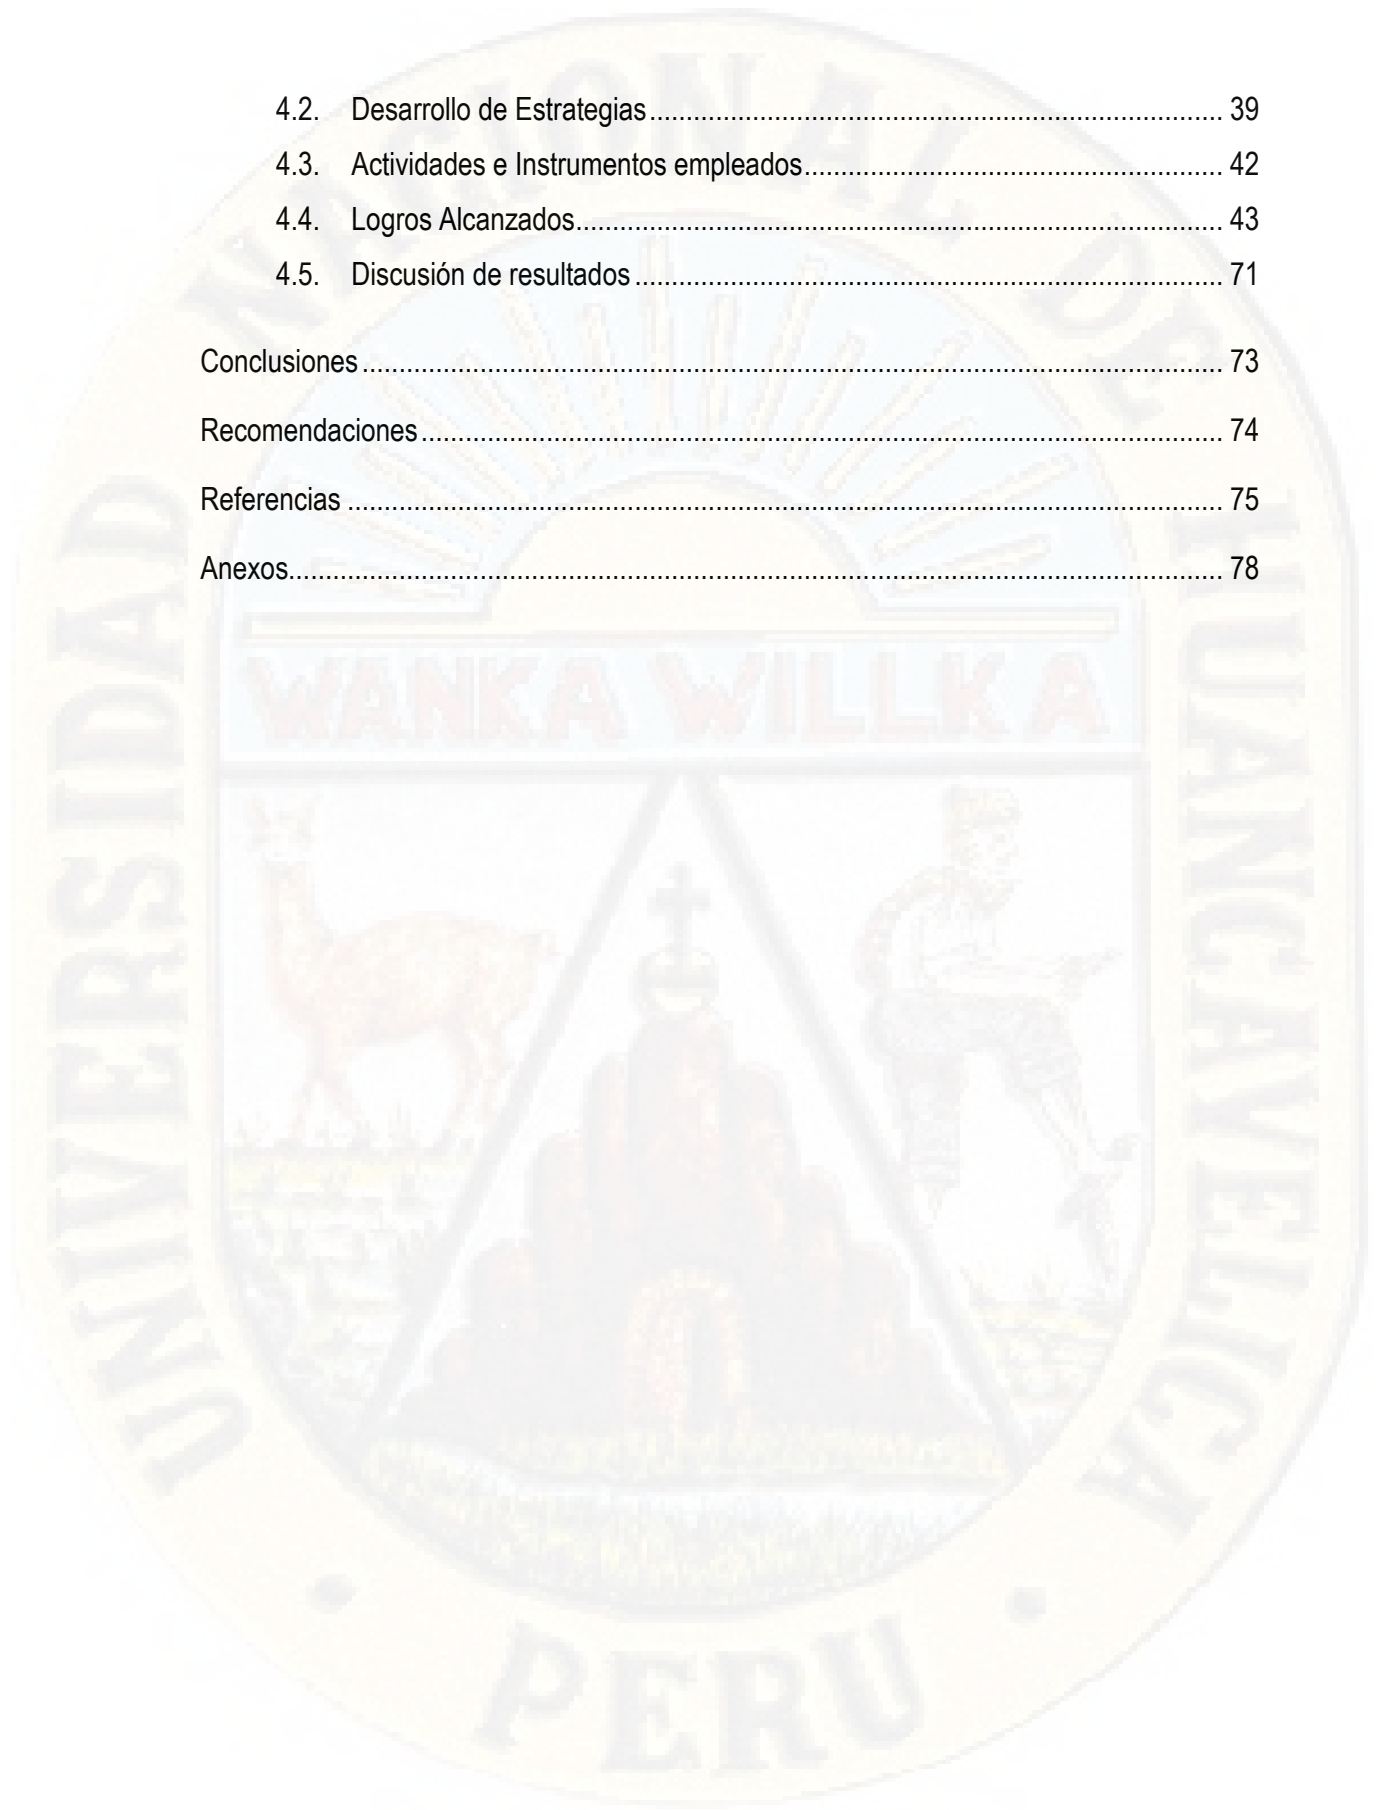 4.2. Desarrollo de Estrategias........................................................................ 39
4.3. Actividades e Instrumentos empleados.................................................... 42
4.4. Logros Alcanzados................................................................................. 43
4.5. Discusión de resultados.......................................................................... 71
Conclusiones............................................................................................................ 73
Recomendaciones.................................................................................................... 74
Referencias.............................................................................................................. 75
Anexos..................................................................................................................... 78
UNIVERSIDAD NACIONAL DE HUANCAVELICA
WANKA WILLKA
PERU